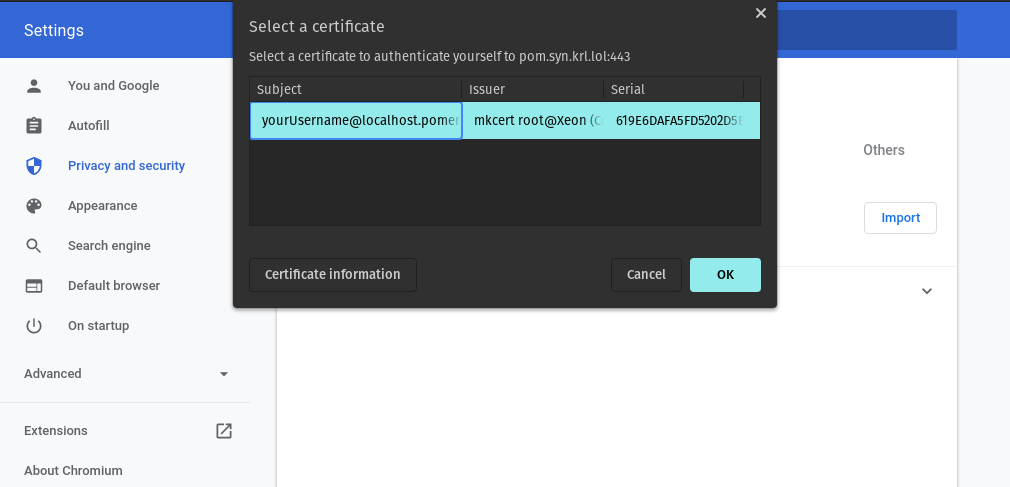 Settings
You and Google
Autofill
Privacy and security
Appearance
Search engine
Default browser
On startup
Advanced
Extensions
About Chromium
Select a certificate
Select a certificate to authenticate yourself to pom.syn.krl.lol:443
Subject Issuer Serial
yourUsername@localhost.pomer mkcert root@Xeon (C 619E6DAFA5FD5202D5
Certificate information Cancel OK
Others
Import